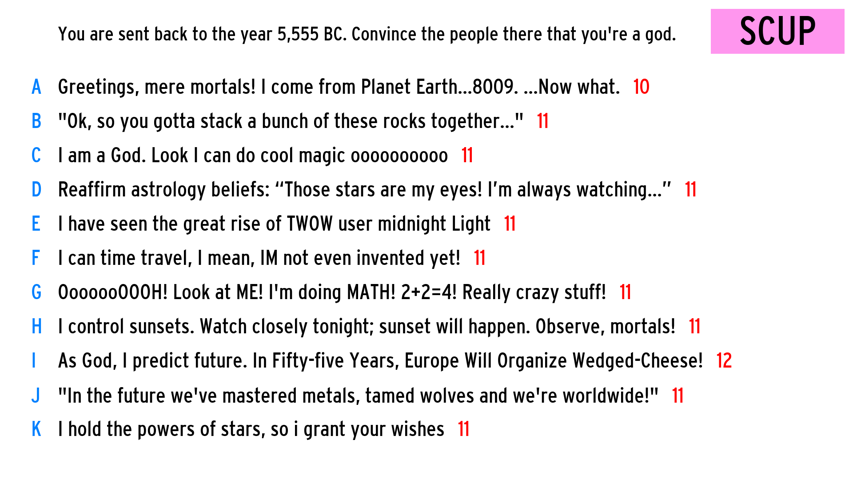 You are sent back to the year 5,555 BC. Convince the people there that you're a god.
SCUP
A Greetings, mere mortals! I come from Planet Earth...8009. ...Now what. 10
B "Ok, so you gotta stack a bunch of these rocks together..." 11
C I am a God. Look I can do cool magic oooooooooo 11
D Reaffirm astrology beliefs: “Those stars are my eyes! I’m always watching...” 11
E I have seen the great rise of TWOW user midnight Light 11
F I can time travel, I mean, IM not even invented yet! 11
G OoooooOOOH! Look at ME! I'm doing MATH! 2+2=4! Really crazy stuff! 11
H I control sunsets. Watch closely tonight; sunset will happen. Observe, mortals! 11
I As God, I predict future. In Fifty-five Years, Europe Will Organize Wedged-Cheese! 12
J "In the future we've mastered metals, tamed wolves and we're worldwide!" 11
K I hold the powers of stars, so i grant your wishes 11